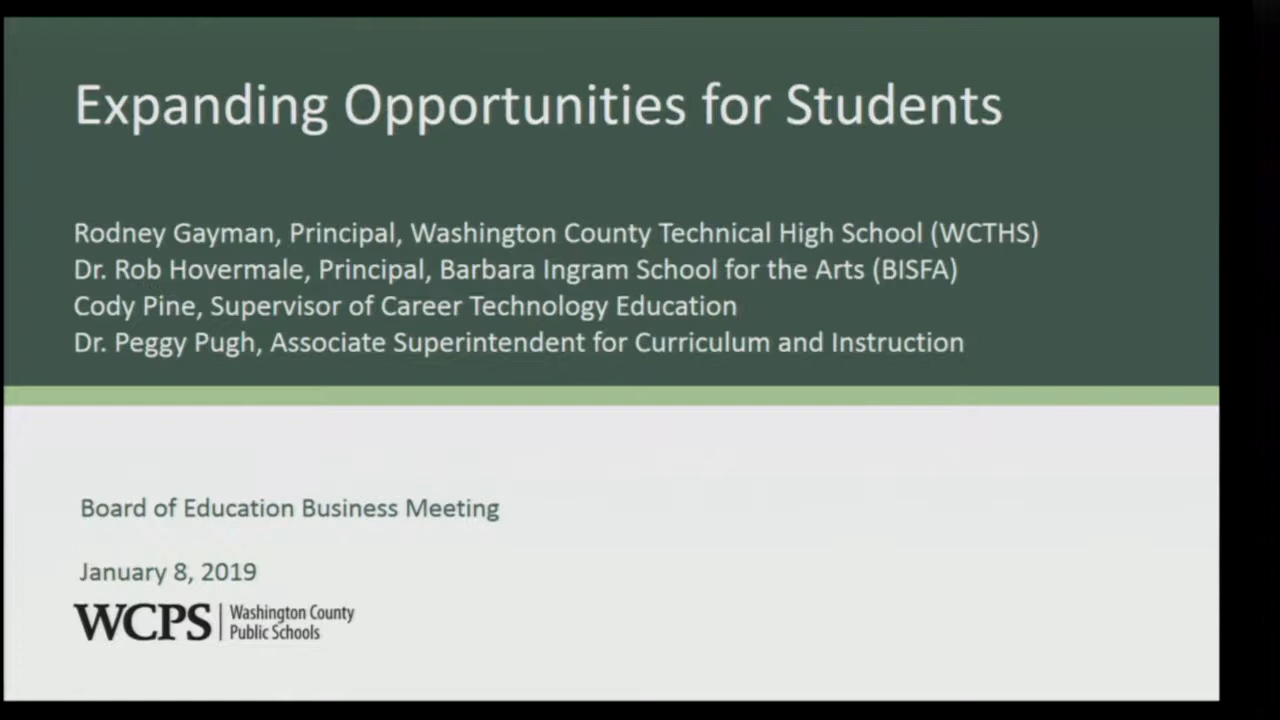 Expanding Opportunities for Students
Rodney Gayman, Principal, Washington County Technical High School (WCTHS)
Dr. Rob Hovermale, Principal, Barbara Ingram School for the Arts (BISFA)
Cody Pine, Supervisor of Career Technology Education
Dr. Peggy Pugh, Associate Superintendent for Curriculum and Instruction
Board of Education Business Meeting
January 8, 2019
WCPS | Washington County
Public Schools